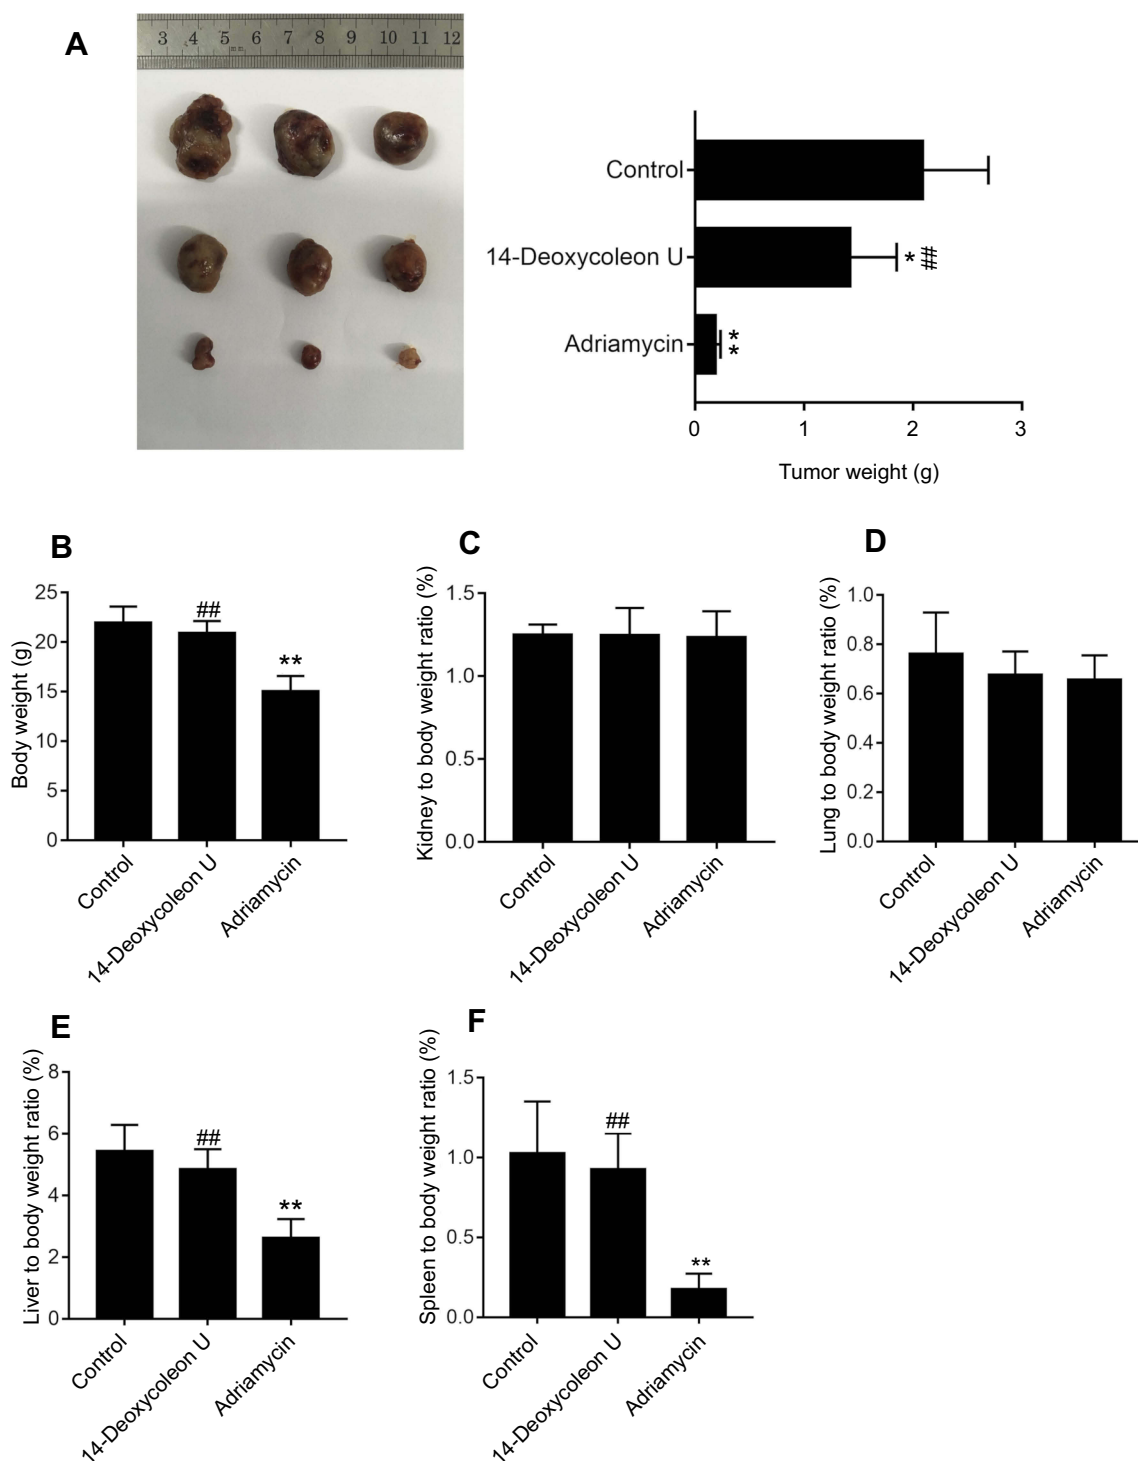 A
3 4 5 6 7 8 9 10 11 12
Control
14-Deoxycoleon U
* ##
Adriamycin
**
0 1 2 3
Tumor weight (g)
B
Body weight (g)
25
20
15
10
5
0
##
**
Control
14-Deoxycoleon U
Adriamycin
C
Kidney to body weight ratio (%)
1.5
1.0
0.5
0.0
Control
14-Deoxycoleon U
Adriamycin
D
Lung to body weight ratio (%)
1.0
0.8
0.6
0.4
0.2
0.0
Control
14-Deoxycoleon U
Adriamycin
E
Liver to body weight ratio (%)
8
6
4
2
0
##
**
Control
14-Deoxycoleon U
Adriamycin
F
Spleen to body weight ratio (%)
1.5
1.0
0.5
0.0
##
**
Control
14-Deoxycoleon U
Adriamycin